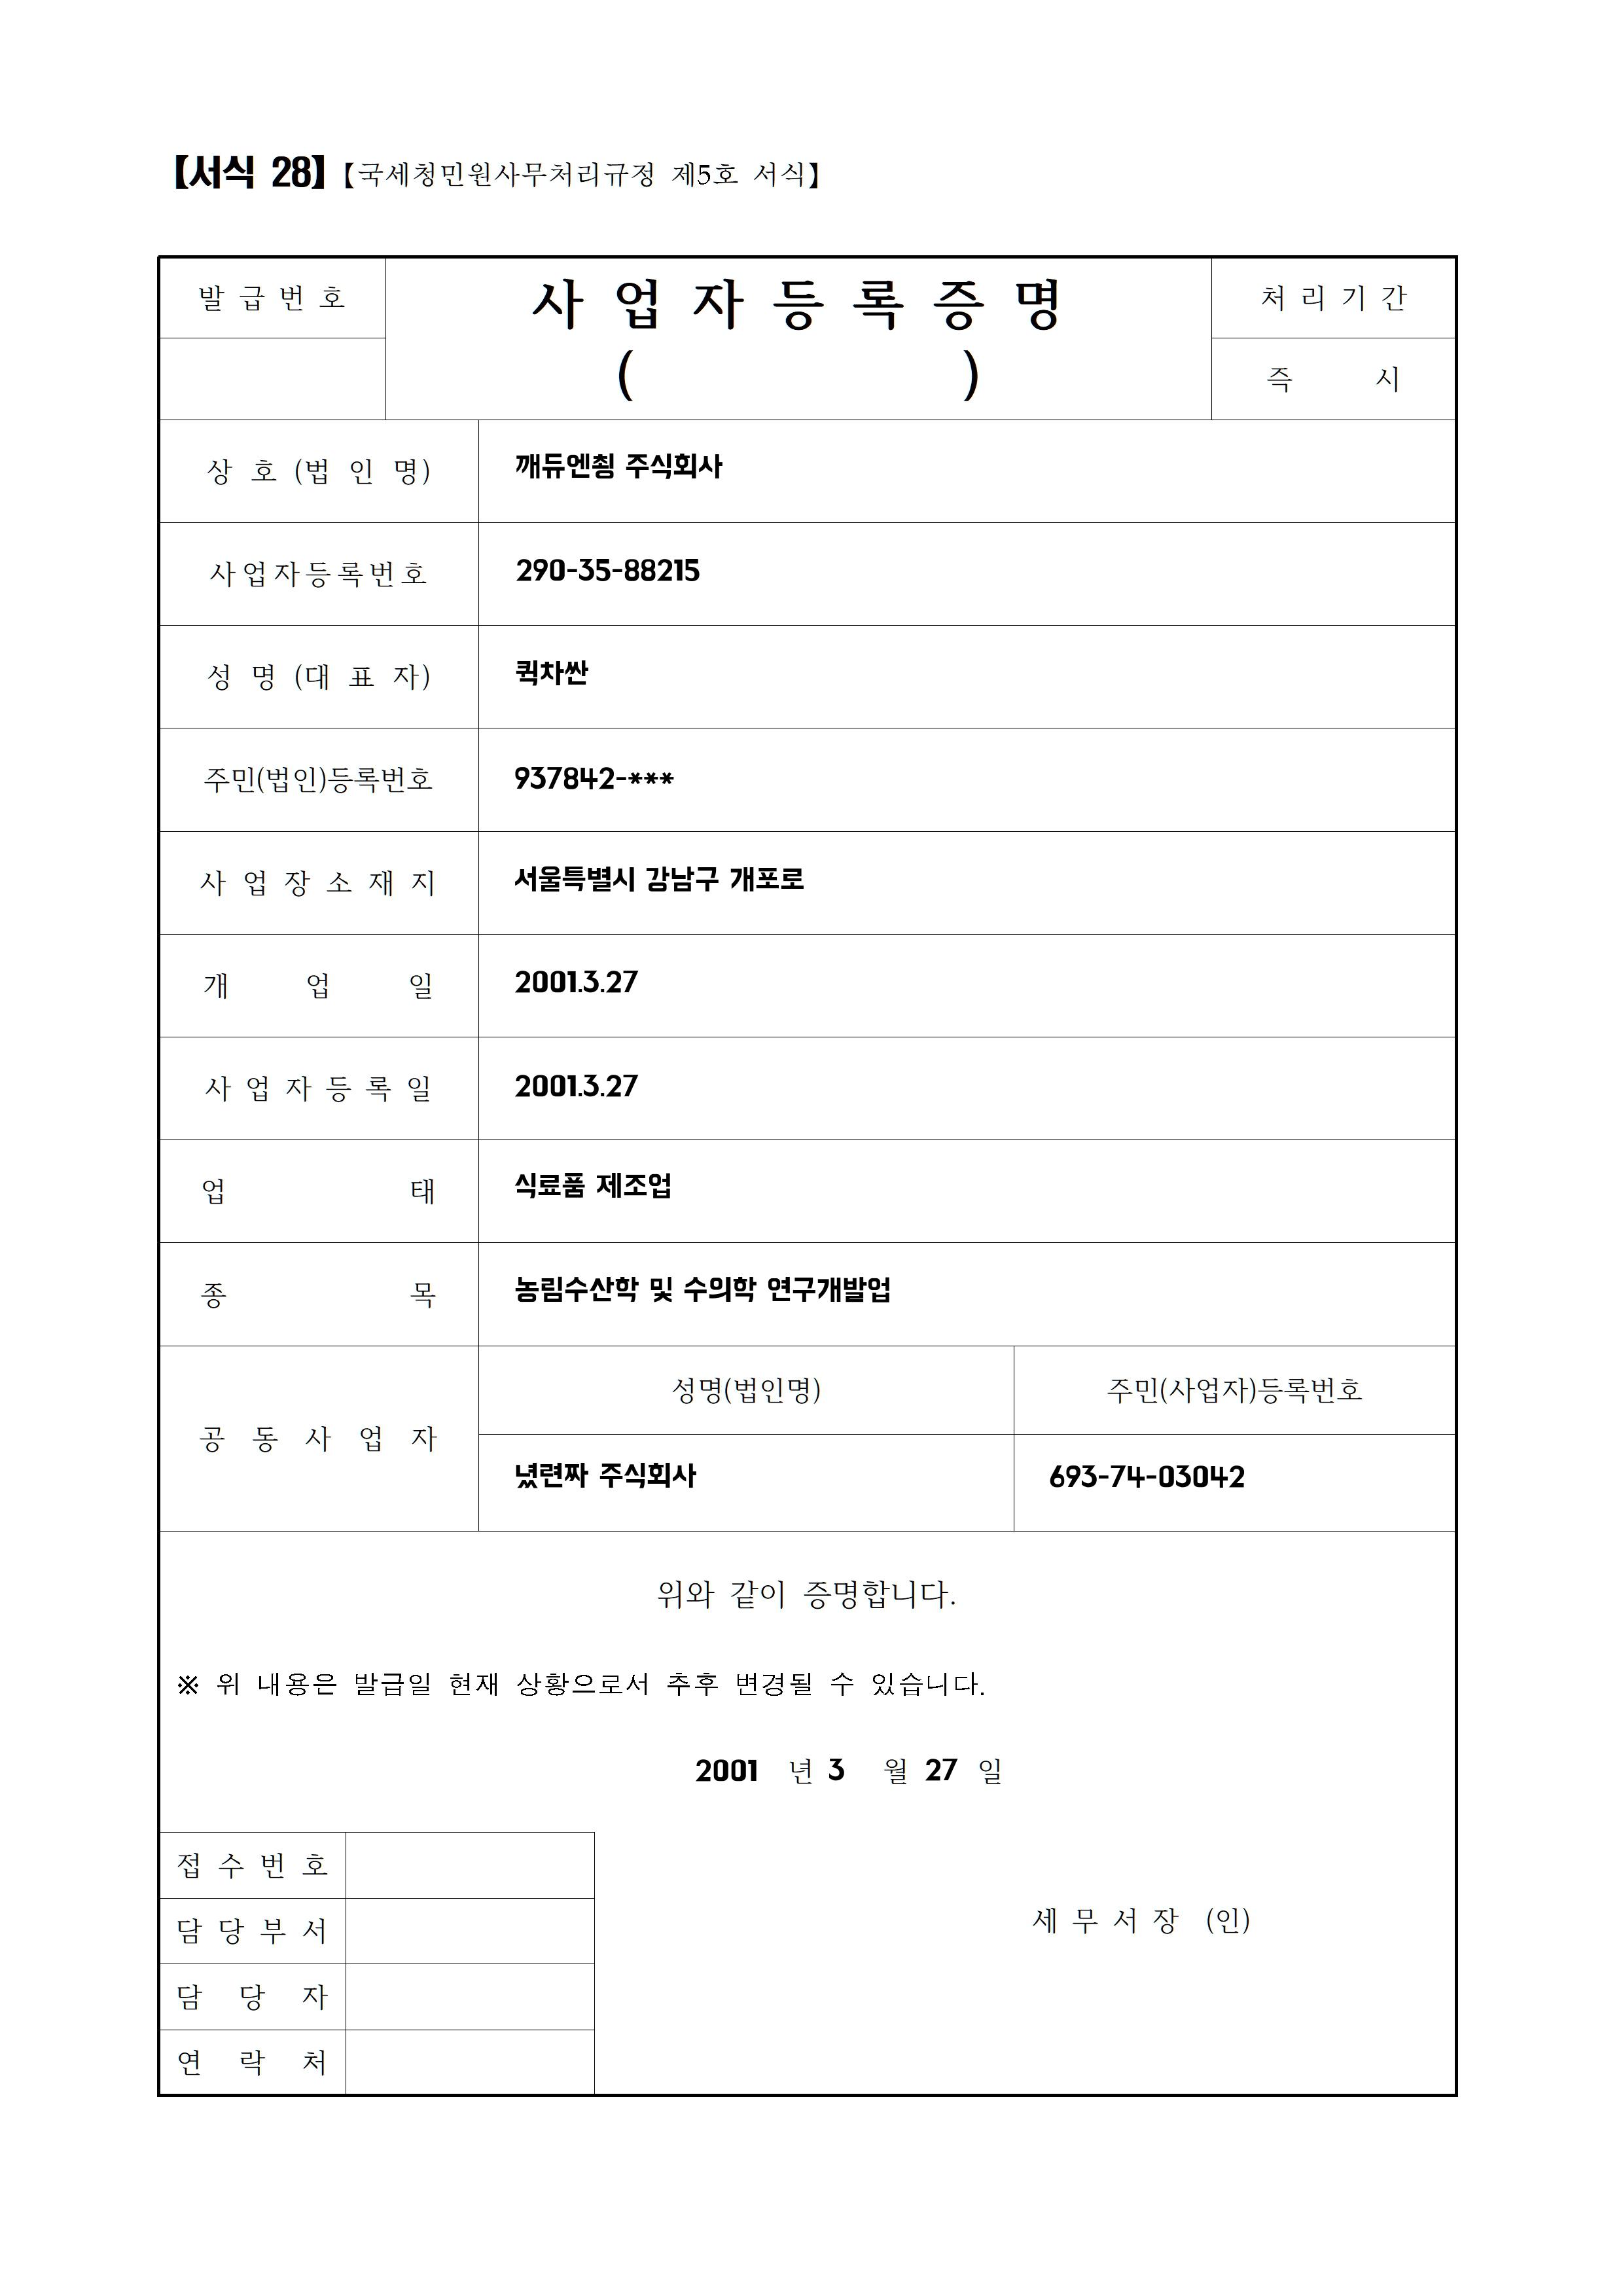 【서식 28】【국세청민원사무처리규정 제5호 서식】
발급번호
사업자등록증명
( )
처리기간
즉 시
상 호 (법 인 명) 깨듀엔쵕 주식회사
사업자등록번호 290-35-88215
성 명 (대 표 자) 퀵차싼
주민(법인)등록번호 937842-***
사업장소재지 서울특별시 강남구 개포로
개 업 일 2001.3.27
사업자등록일 2001.3.27
업 태 식료품 제조업
종 목 농림수산학 및 수의학 연구개발업
공동사업자
성명(법인명) 주민(사업자)등록번호
넜련짜 주식회사 693-74-03042
위와 같이 증명합니다.
※ 위 내용은 발급일 현재 상황으로서 추후 변경될 수 있습니다.
2001 년 3 월 27 일
접수번호
담당부서
세무서장 (인)
담 당 자
연 락 처